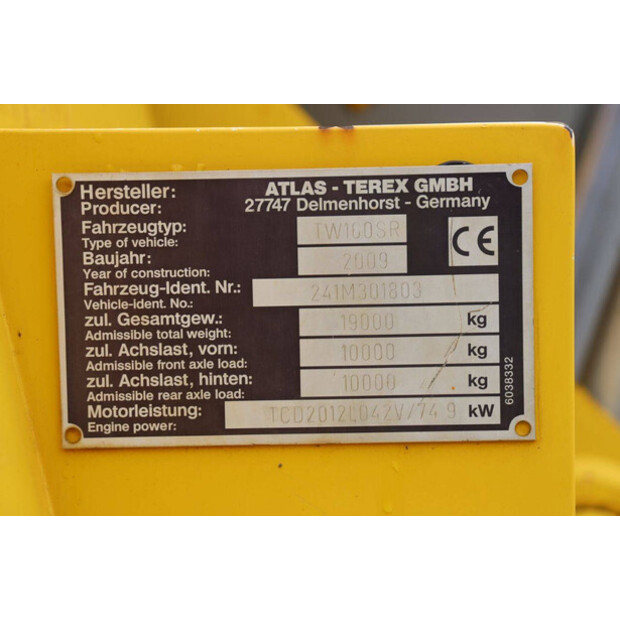 Hersteller: ATLAS - TEREX GMBH
Producer: 27747 Delmenhorst - Germany
Fahrzeugtyp: TW160SR
Type of vehicle:
CE
Baujahr: 2009
Year of construction:
Fahrzeug-Ident. Nr.: 241M301803
Vehicle-ident. No.:
zul. Gesamtgew.: 19000 kg
Admissible total weight:
zul. Achslast, vorn: 10000 kg
Admissible front axle load:
zul. Achslast, hinten: 10000 kg
Admissible rear axle load:
Motorleistung: TCD2012L042V/74.9 kW
Engine power:
6038332